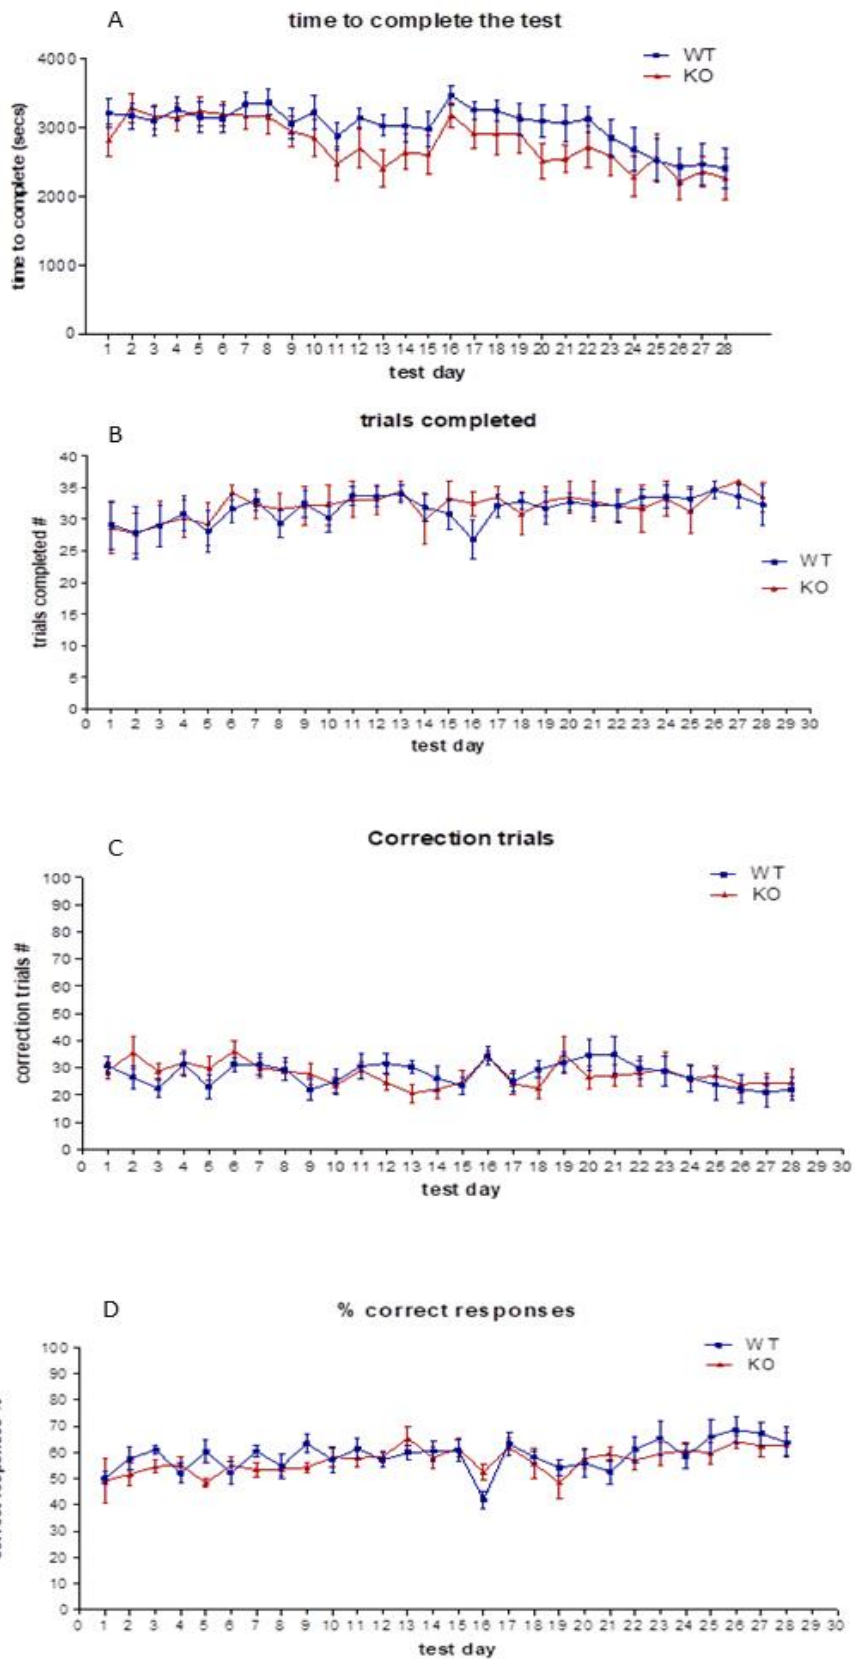 A
time to complete the test
WT
KO
4000
3000
2000
1000
0
time to complete (secs)
1 2 3 4 5 6 7 8 9 10 11 12 13 14 15 16 17 18 19 20 21 22 23 24 25 26 27 28
test day
B
trials completed
40
35
30
25
20
15
10
5
0
trials completed #
WT
KO
0 1 2 3 4 5 6 7 8 9 10 11 12 13 14 15 16 17 18 19 20 21 22 23 24 25 26 27 28 29 30
test day
C
Correction trials
WT
KO
100
90
80
70
60
50
40
30
20
10
0
correction trials #
0 1 2 3 4 5 6 7 8 9 10 11 12 13 14 15 16 17 18 19 20 21 22 23 24 25 26 27 28 29 30
test day
D
% correct responses
WT
KO
100
90
80
70
60
50
40
30
20
10
0
0 1 2 3 4 5 6 7 8 9 10 11 12 13 14 15 16 17 18 19 20 21 22 23 24 25 26 27 28 29 30
test day